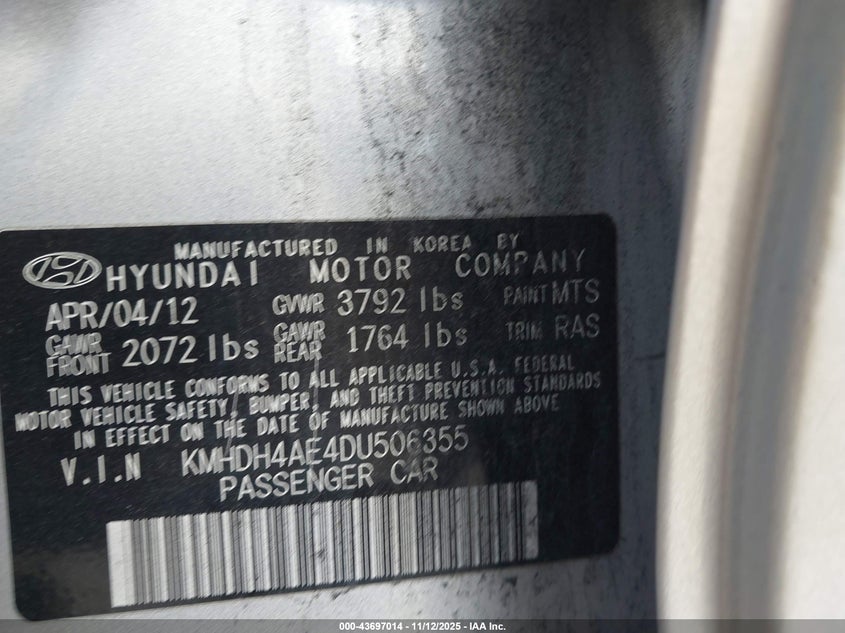 MANUFACTURED IN KOREA BY
HYUNDAI MOTOR COMPANY
APR/04/12 GVWR 3792 lbs PAINT MTS
GAWR FRONT 2072 lbs GAWR REAR 1764 lbs TRIM RAS
THIS VEHICLE CONFORMS TO ALL APPLICABLE U.S.A. FEDERAL
MOTOR VEHICLE SAFETY, BUMPER, AND THEFT PREVENTION STANDARDS
IN EFFECT ON THE DATE OF MANUFACTURE SHOWN ABOVE
V.I.N KMHDH4AE4DU506355
PASSENGER CAR
000-43697014 - 11/12/2025 - IAA Inc.